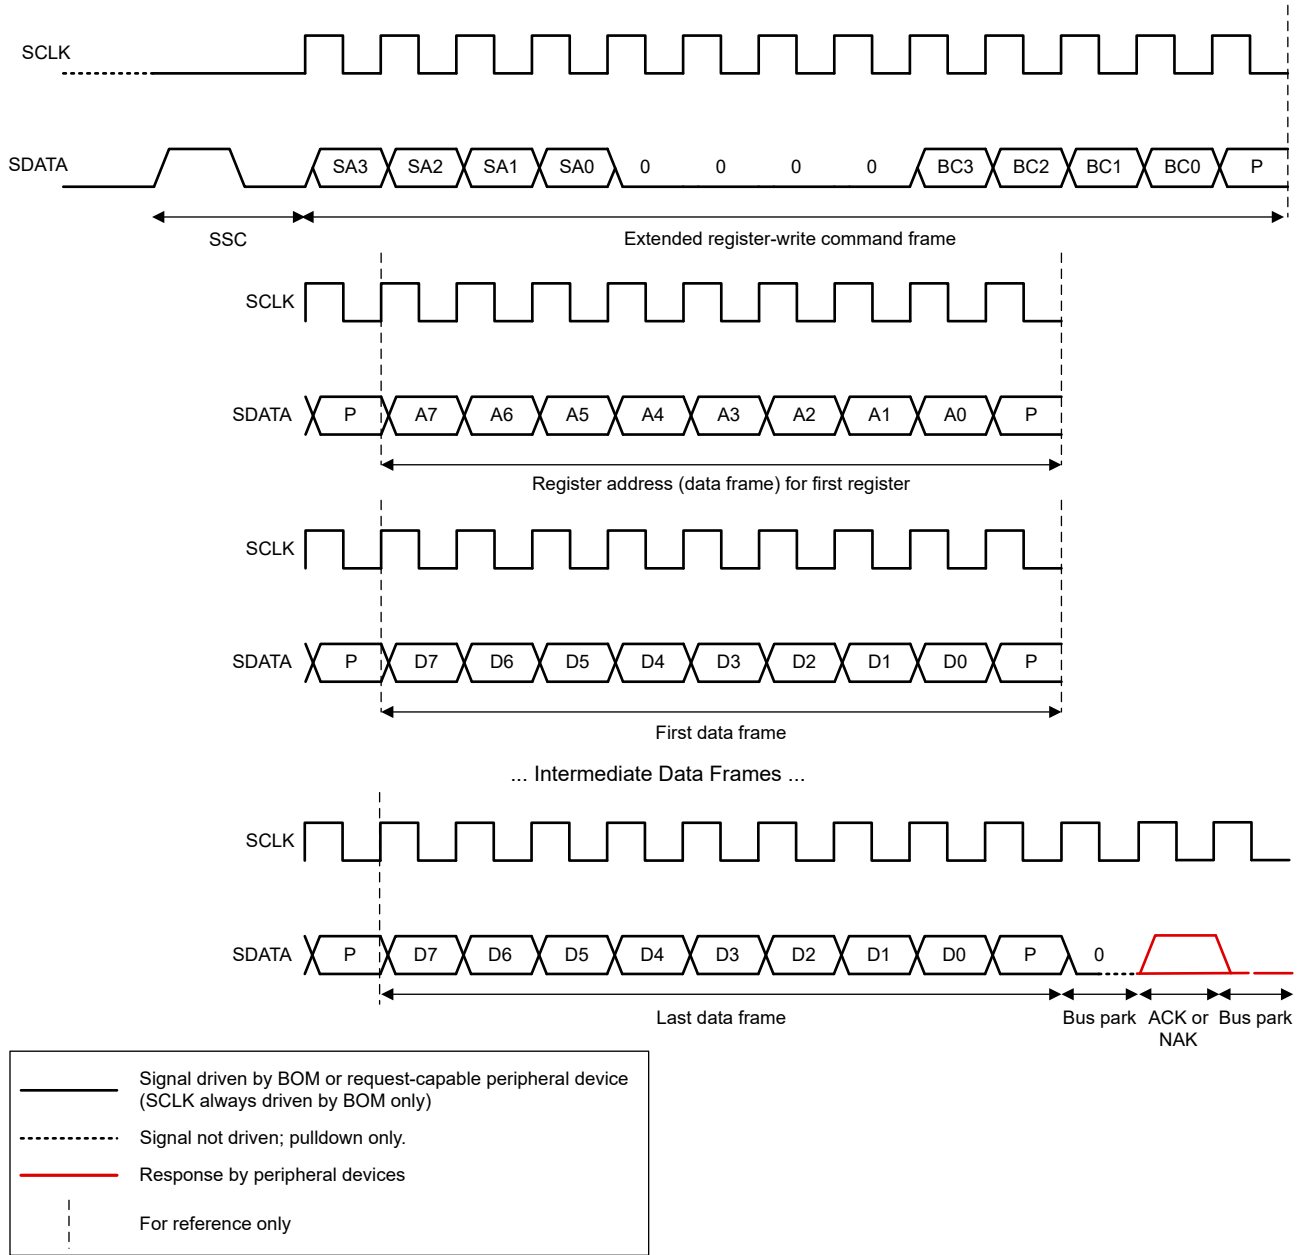 SCLK
SDATA SA3 SA2 SA1 SA0 0 0 0 0 BC3 BC2 BC1 BC0 P
SSC Extended register-write command frame
SCLK
SDATA P A7 A6 A5 A4 A3 A2 A1 A0 P
Register address (data frame) for first register
SCLK
SDATA P D7 D6 D5 D4 D3 D2 D1 D0 P
First data frame
... Intermediate Data Frames ...
SCLK
SDATA P D7 D6 D5 D4 D3 D2 D1 D0 P 0
Last data frame Bus park ACK or Bus park
NAK
Signal driven by BOM or request-capable peripheral device
(SCLK always driven by BOM only)
Signal not driven; pulldown only.
Response by peripheral devices
For reference only